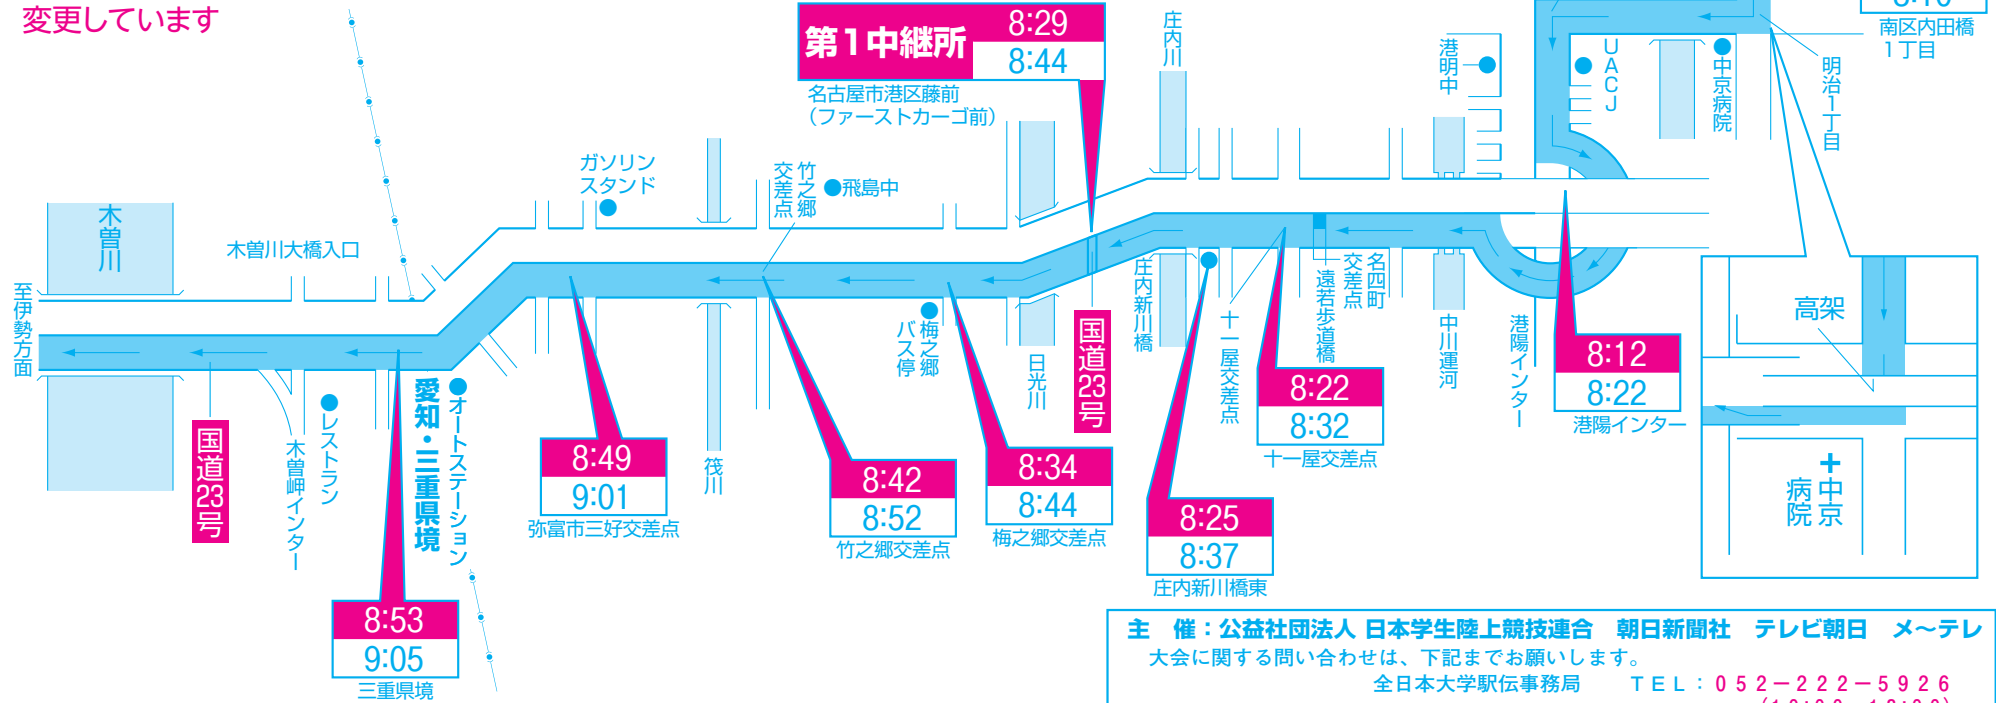 変更しています
第1中継所
8:29
8:44
名古屋市港区藤前
（ファーストカーゴ前）
庄内川
港明中
UACJ
中京病院
明治1丁目
南区内田橋
1丁目
ガソリン
スタンド
竹之郷
交差点
飛島中
木曽川
木曽川大橋入口
至伊勢方面
国道23号
木曽岬インター
レストラン
愛知・三重県境
オートステーション
8:53
9:05
三重県境
8:49
9:01
弥富市三好交差点
筏川
8:42
8:52
竹之郷交差点
梅之郷
バス停
8:34
8:44
梅之郷交差点
日光川
国道23号
庄内新川橋
8:25
8:37
庄内新川橋東
十一屋交差点
8:22
8:32
十一屋交差点
遠若歩道橋
名四町
交差点
中川運河
港陽インター
8:12
8:22
港陽インター
高架
中京
病院
主　催：公益社団法人 日本学生陸上競技連合　朝日新聞社　テレビ朝日　メ〜テレ
大会に関する問い合わせは、下記までお願いします。
全日本大学駅伝事務局　TEL：052－222－5926